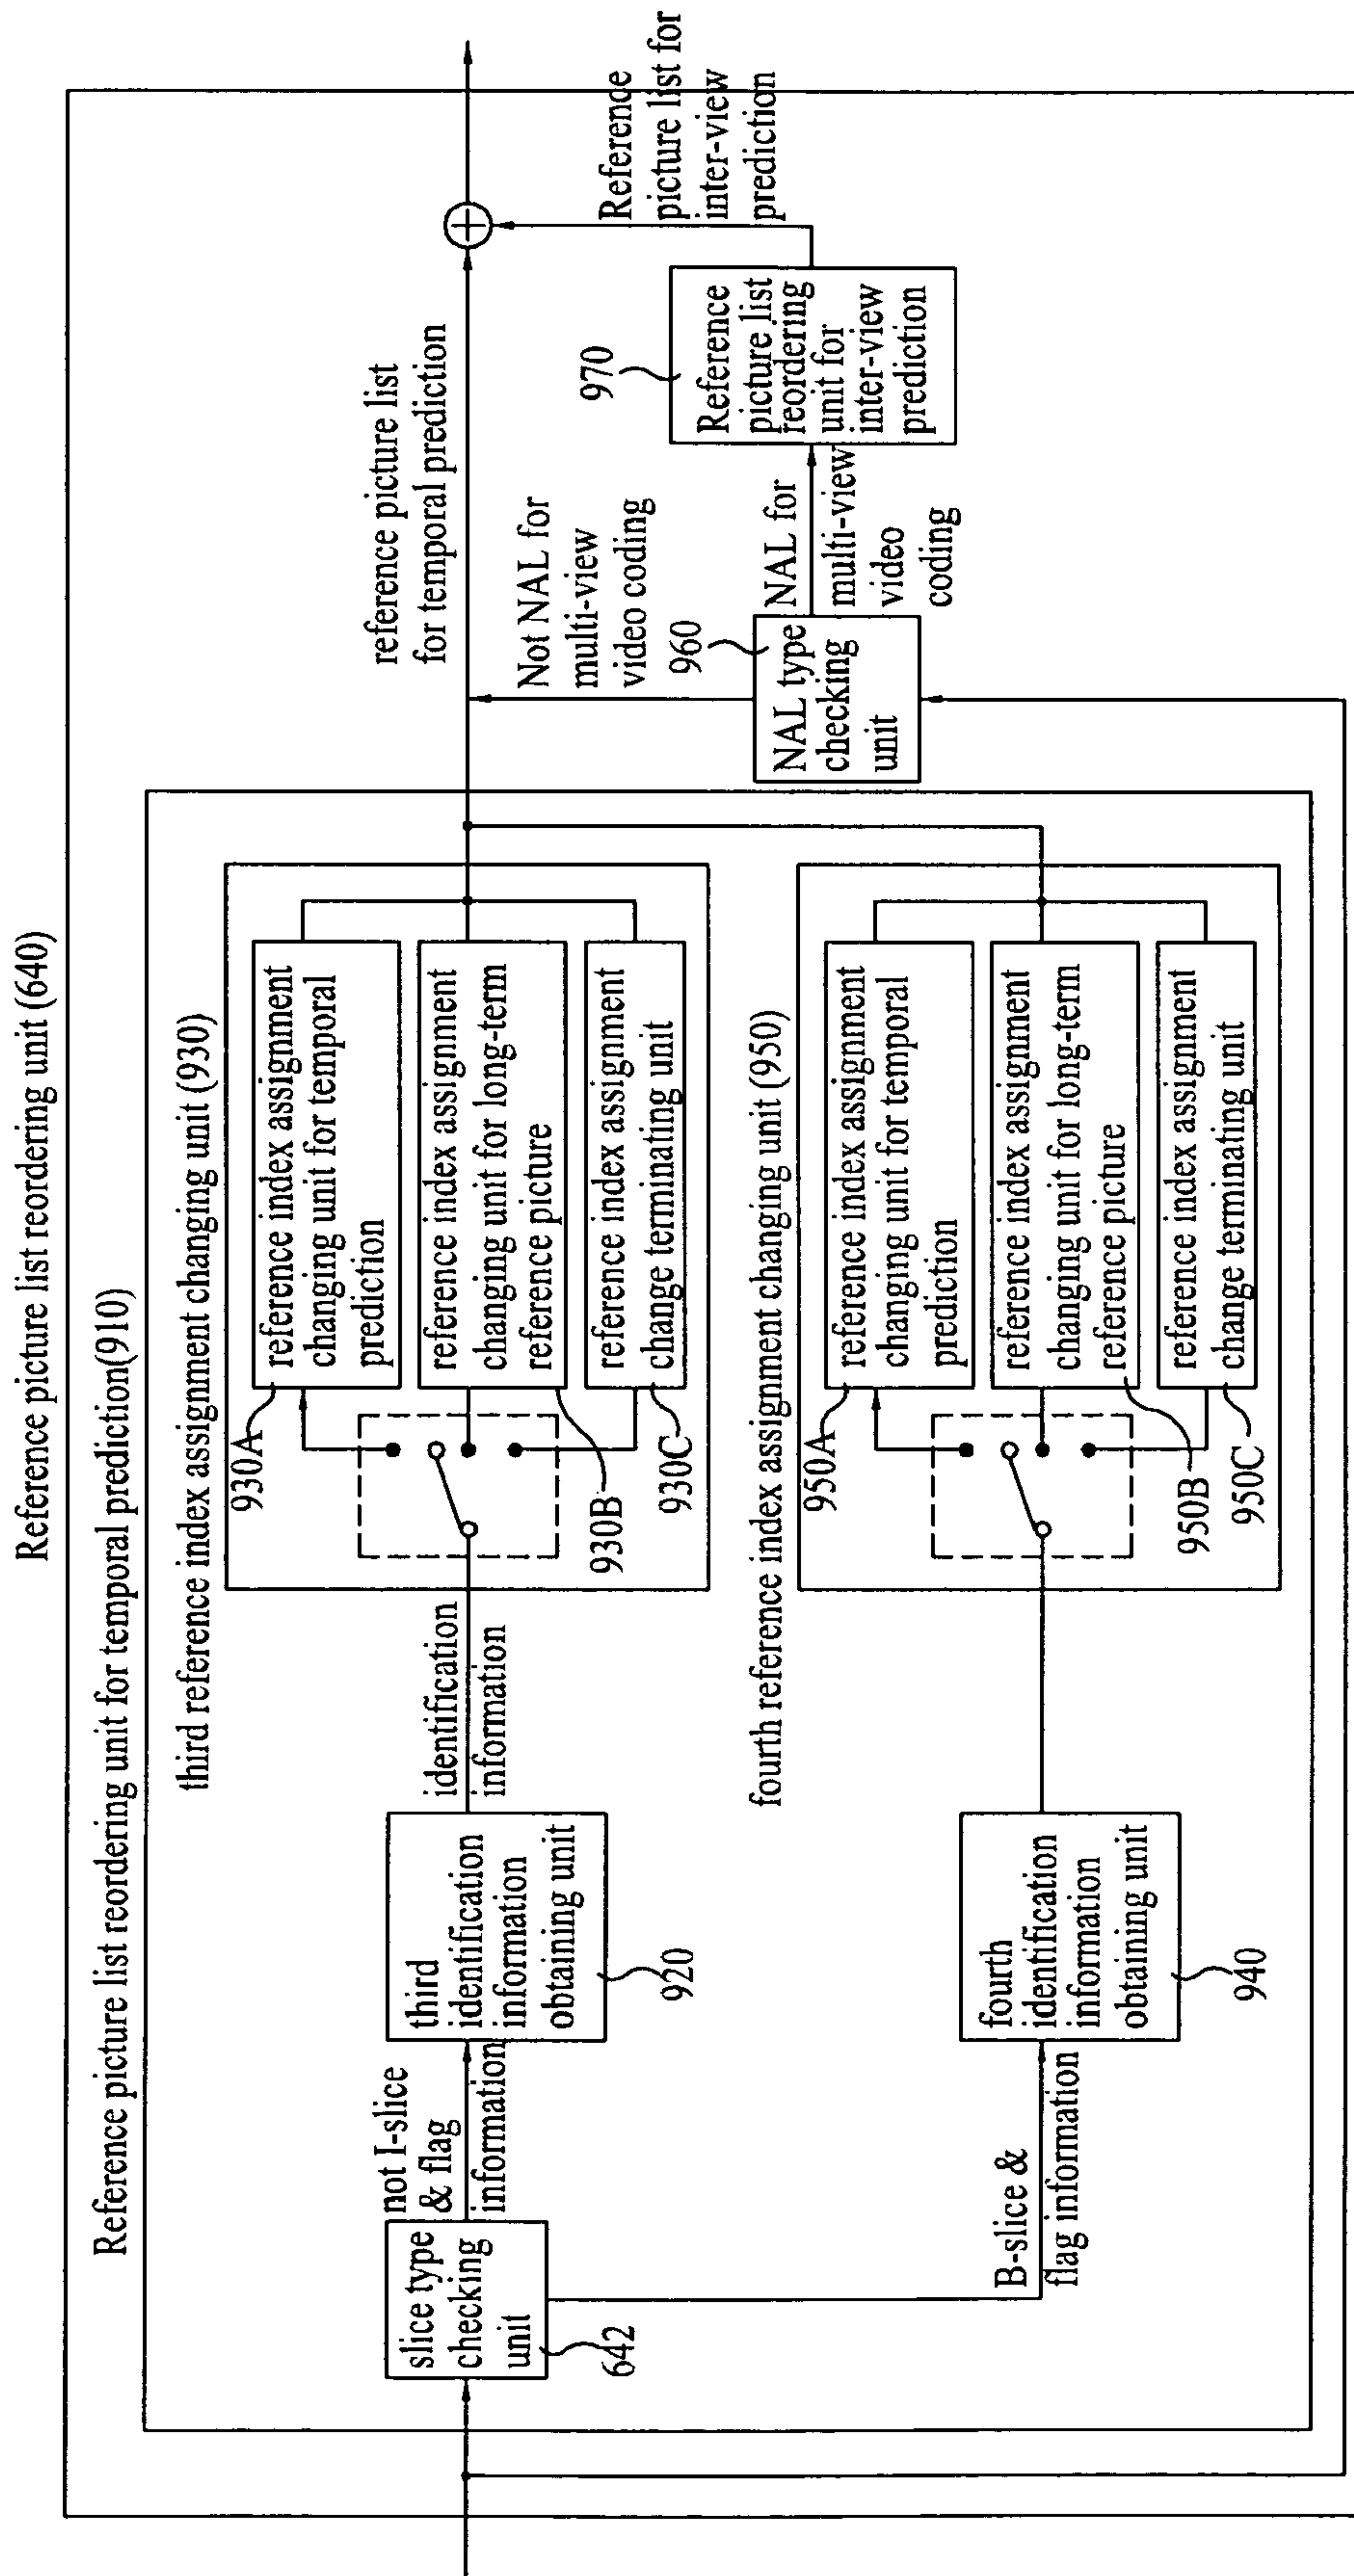 Reference picture list reordering unit (640)
Reference picture list reordering unit for temporal prediction(910)
third reference index assignment changing unit (930)
slice type
checking
unit
642
not I-slice
& flag
information
third
identification
information
obtaining unit
920
identification
information
930A
reference index assignment
changing unit for temporal
prediction
930B
reference index assignment
changing unit for long-term
reference picture
930C
reference index assignment
change terminating unit
B-slice &
flag information
fourth
identification
information
obtaining unit
940
fourth reference index assignment changing unit (950)
950A
reference index assignment
changing unit for temporal
prediction
950B
reference index assignment
changing unit for long-term
reference picture
950C
reference index assignment
change terminating unit
reference picture list
for temporal prediction
Not NAL for
multi-view
video coding
960
NAL type
checking
unit
NAL for
multi-view
video
coding
970
Reference
picture list
reordering
unit for
inter-view
prediction
Reference
picture list for
inter-view
prediction